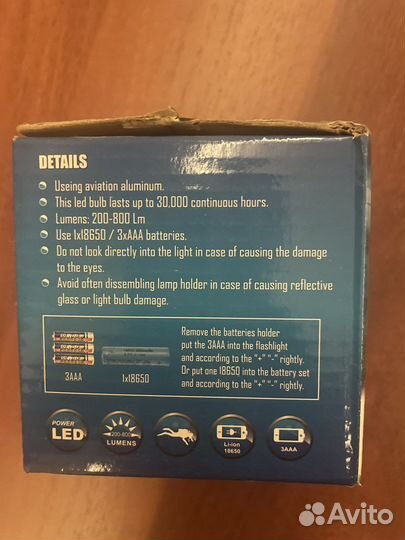 DETAILS
Useing aviation aluminum.
This led bulb lasts up to 30,000 continuous hours.
Lumens: 200-800 Lm
Use 1x18650 / 3xAAA batteries.
Do not look directly into the light in case of causing the damage
to the eyes.
Avoid often dissembling lamp holder in case of causing reflective
glass or light bulb damage.
Remove the batteries holder
put the 3AAA into the flashlight
and according to the "+" "-" rightly.
Or put one 18650 into the battery set
and according to the "+" "-" rightly.
3AAA
1x18650
POWER
LED
200-800
LUMENS
Li-ion
18650
3AAA
Avito